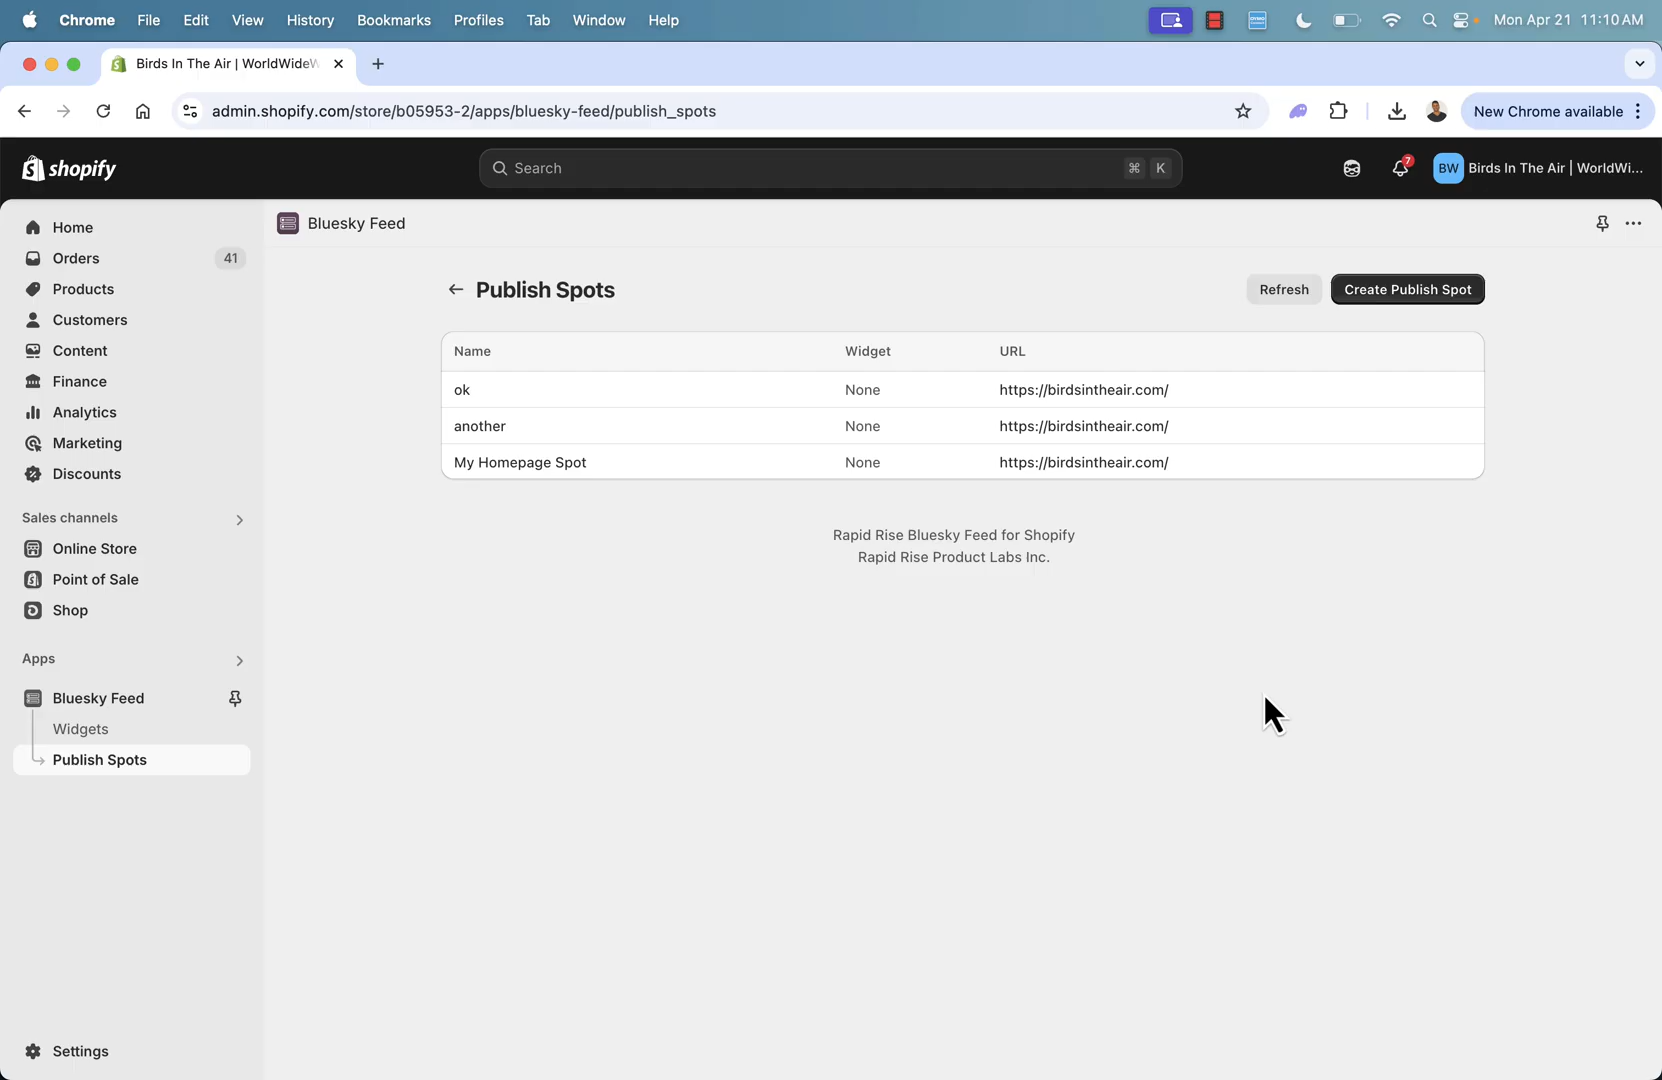 Chrome File Edit View History Bookmarks Profiles Tab Window Help Mon Apr 21 11:10 AM
Birds In The Air | WorldWideW
admin.shopify.com/store/b05953-2/apps/bluesky-feed/publish_spots New Chrome available
shopify Search ⌘ K 7 BW Birds In The Air | WorldWi...
Home
Orders 41
Products
Customers
Content
Finance
Analytics
Marketing
Discounts
Sales channels
Online Store
Point of Sale
Shop
Apps
Bluesky Feed
Widgets
Publish Spots
Settings
Bluesky Feed
Publish Spots Refresh Create Publish Spot
Name Widget URL
ok None https://birdsintheair.com/
another None https://birdsintheair.com/
My Homepage Spot None https://birdsintheair.com/
Rapid Rise Bluesky Feed for Shopify
Rapid Rise Product Labs Inc.